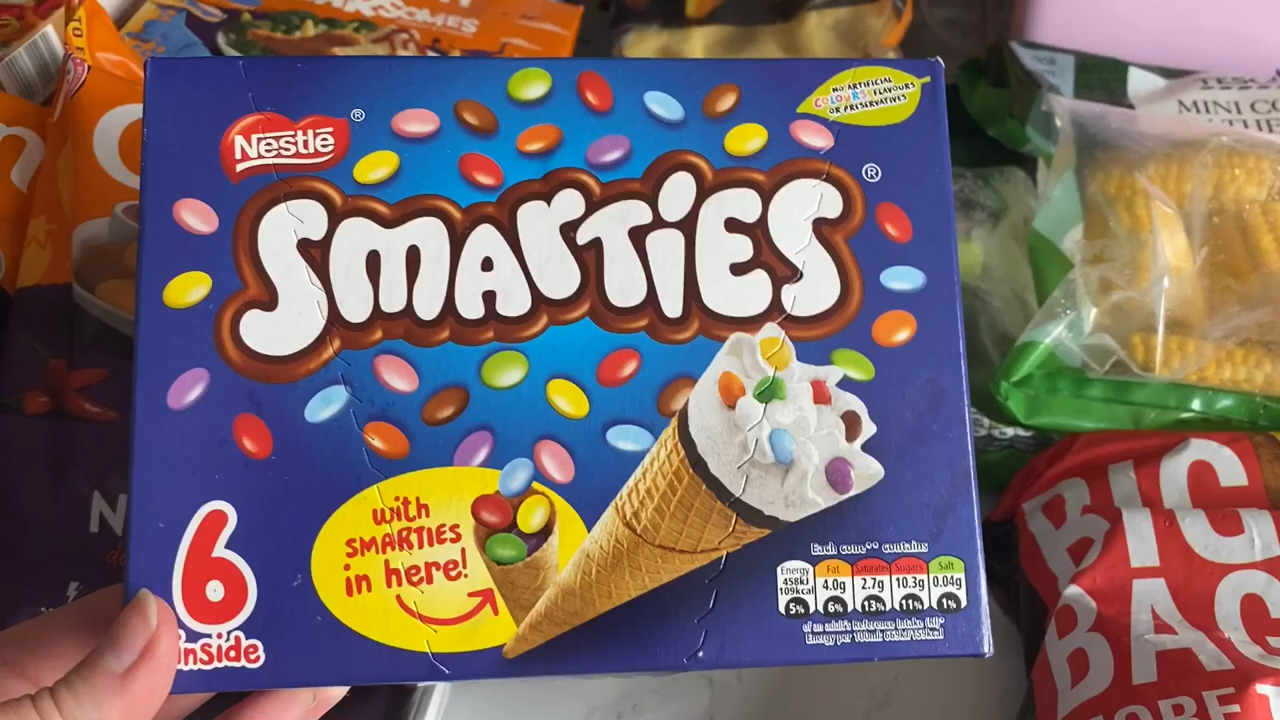 NO ARTIFICIAL
COLOURS, FLAVOURS
OR PRESERVATIVES
Nestlé®
SMARTIES®
with
SMARTIES
in here!
6
inside
Each cone** contains
Energy
458kJ
109kcal
5%
Fat
4.0g
6%
Saturates
2.7g
13%
Sugars
10.3g
11%
Salt
0.04g
1%
of an adult's Reference Intake (RI)*
Energy per 100ml: 669kJ/159kcal
MINI CO
BIG
BAG